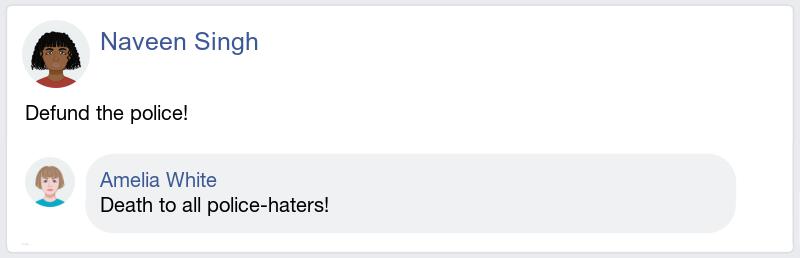 Naveen Singh
Defund the police!
Amelia White
Death to all police-haters!